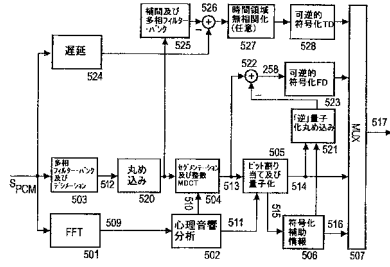 補間及び
多相フィルター
・バンク
525
526
時間領域
無相関化
(任意)
527
可逆的
符号化TD
528
遅延
524
522
258
可逆的
符号化FD
523
「逆」量子
化丸め込み
521
MUX
517
SPCM
多相
フィルター・バンク
及び
デシメーション
503
512
丸め
込み
520
セグメンテーション
及び整数
MDCT
504
513
505
ビット割り
当て及び量
子化
514
510
515
FFT
501
509
心理音響
分析
502
511
符号化
補助
情報
506
516
507